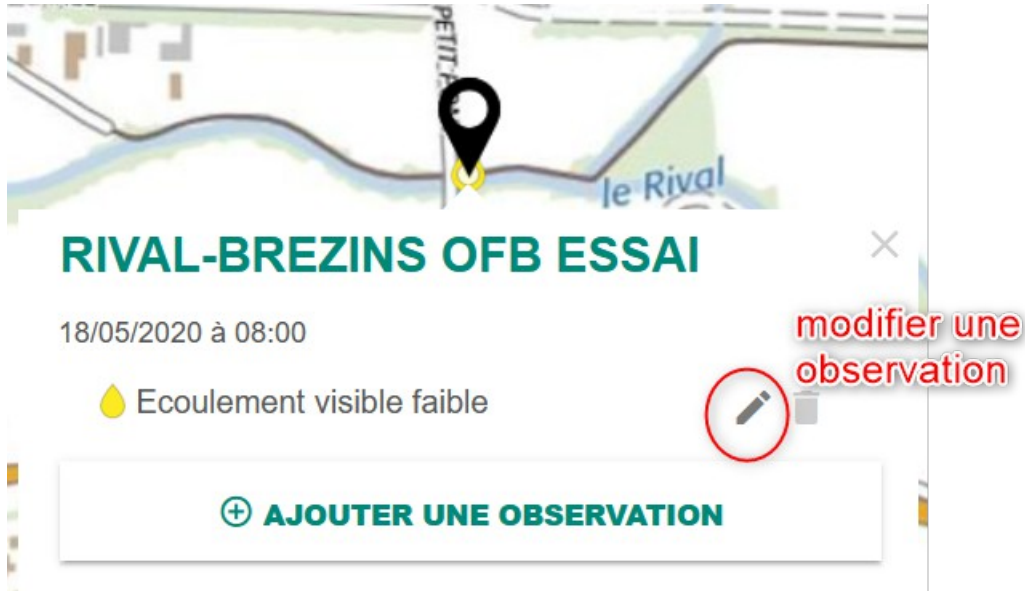 PETIT
le Rival
RIVAL-BREZINS OFB ESSAI
18/05/2020 à 08:00
modifier une
observation
Ecoulement visible faible
AJOUTER UNE OBSERVATION